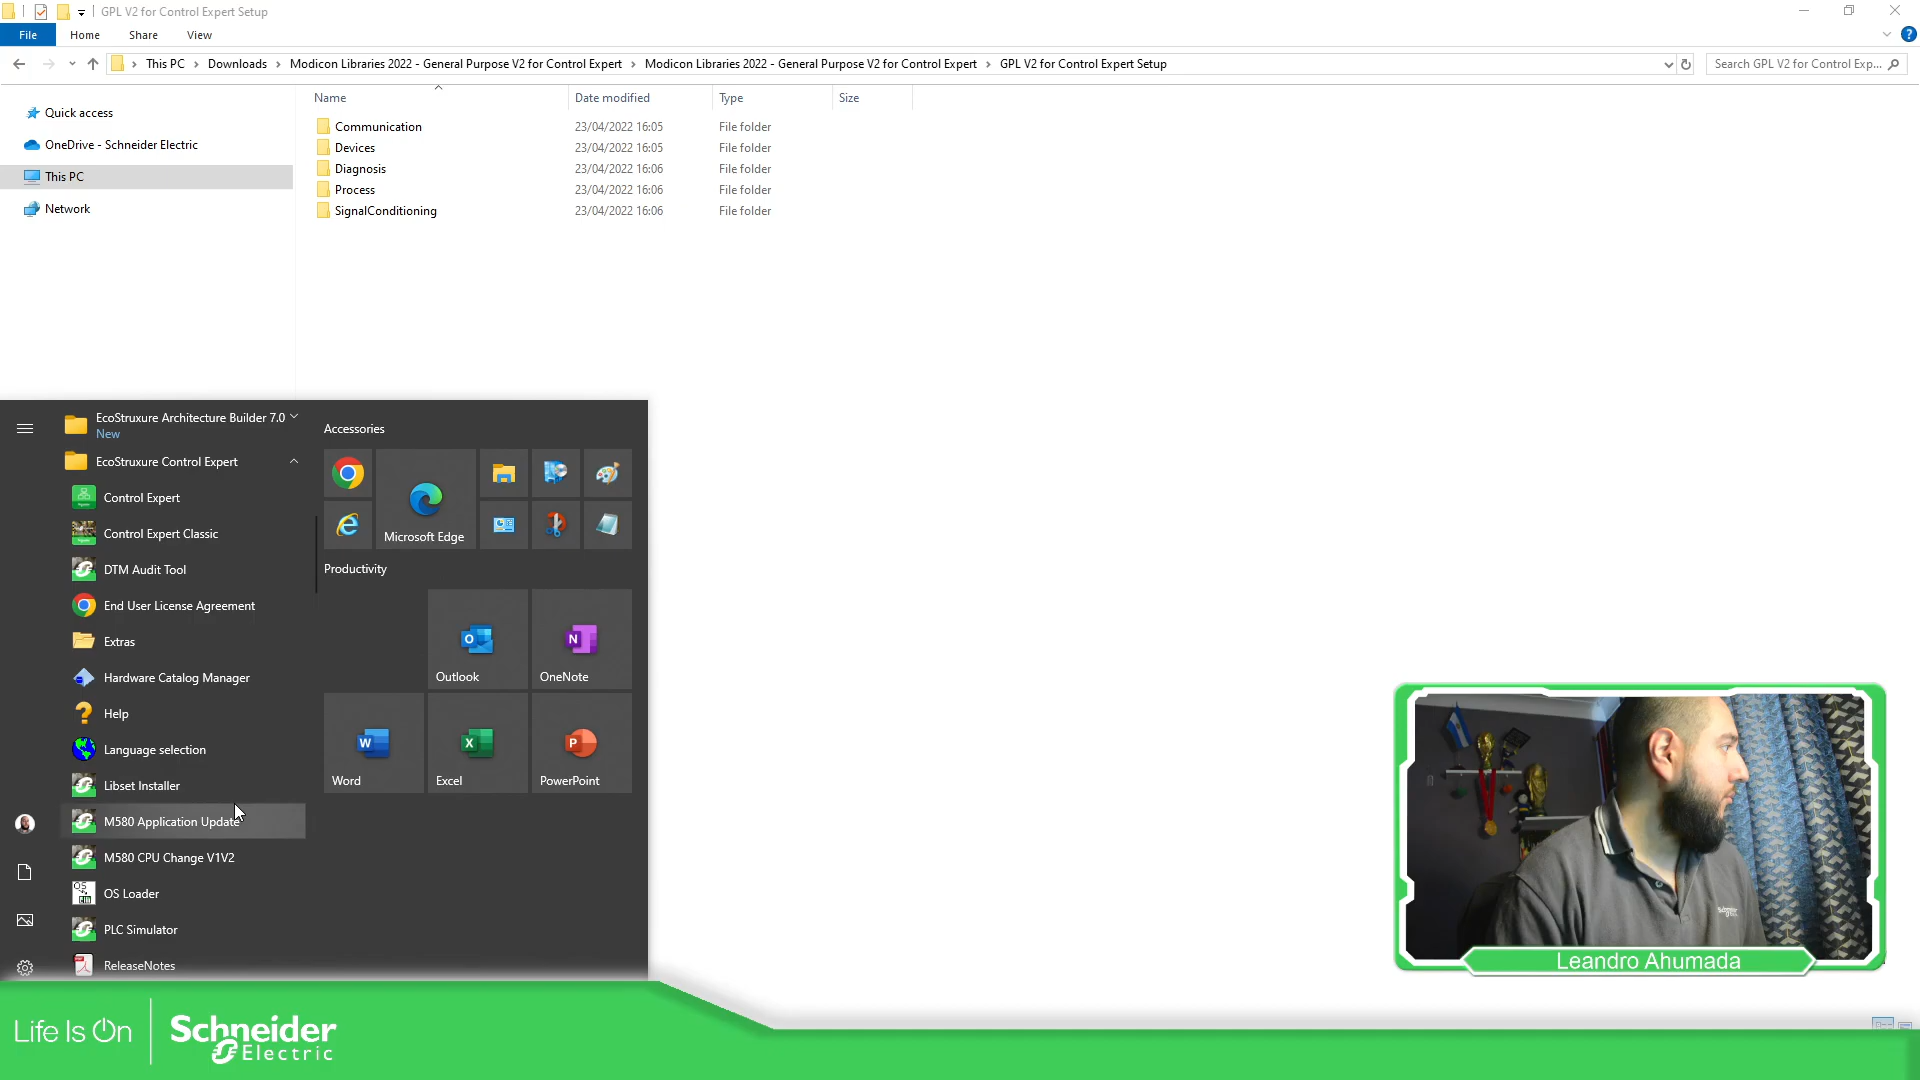 GPL V2 for Control Expert Setup
File Home Share View
This PC Downloads Modicon Libraries 2022 - General Purpose V2 for Control Expert Modicon Libraries 2022 - General Purpose V2 for Control Expert GPL V2 for Control Expert Setup
Search GPL V2 for Control Exp...
Name Date modified Type Size
Quick access
OneDrive - Schneider Electric
This PC
Network
Communication 23/04/2022 16:05 File folder
Devices 23/04/2022 16:05 File folder
Diagnosis 23/04/2022 16:06 File folder
Process 23/04/2022 16:06 File folder
SignalConditioning 23/04/2022 16:06 File folder
EcoStruxure Architecture Builder 7.0
New
EcoStruxure Control Expert
Control Expert
Control Expert Classic
DTM Audit Tool
End User License Agreement
Extras
Hardware Catalog Manager
Help
Language selection
Libset Installer
M580 Application Update
M580 CPU Change V1V2
OS Loader
PLC Simulator
ReleaseNotes
Accessories
Microsoft Edge
Productivity
Outlook
OneNote
Word
Excel
PowerPoint
Leandro Ahumada
Life Is On
Schneider
Electric